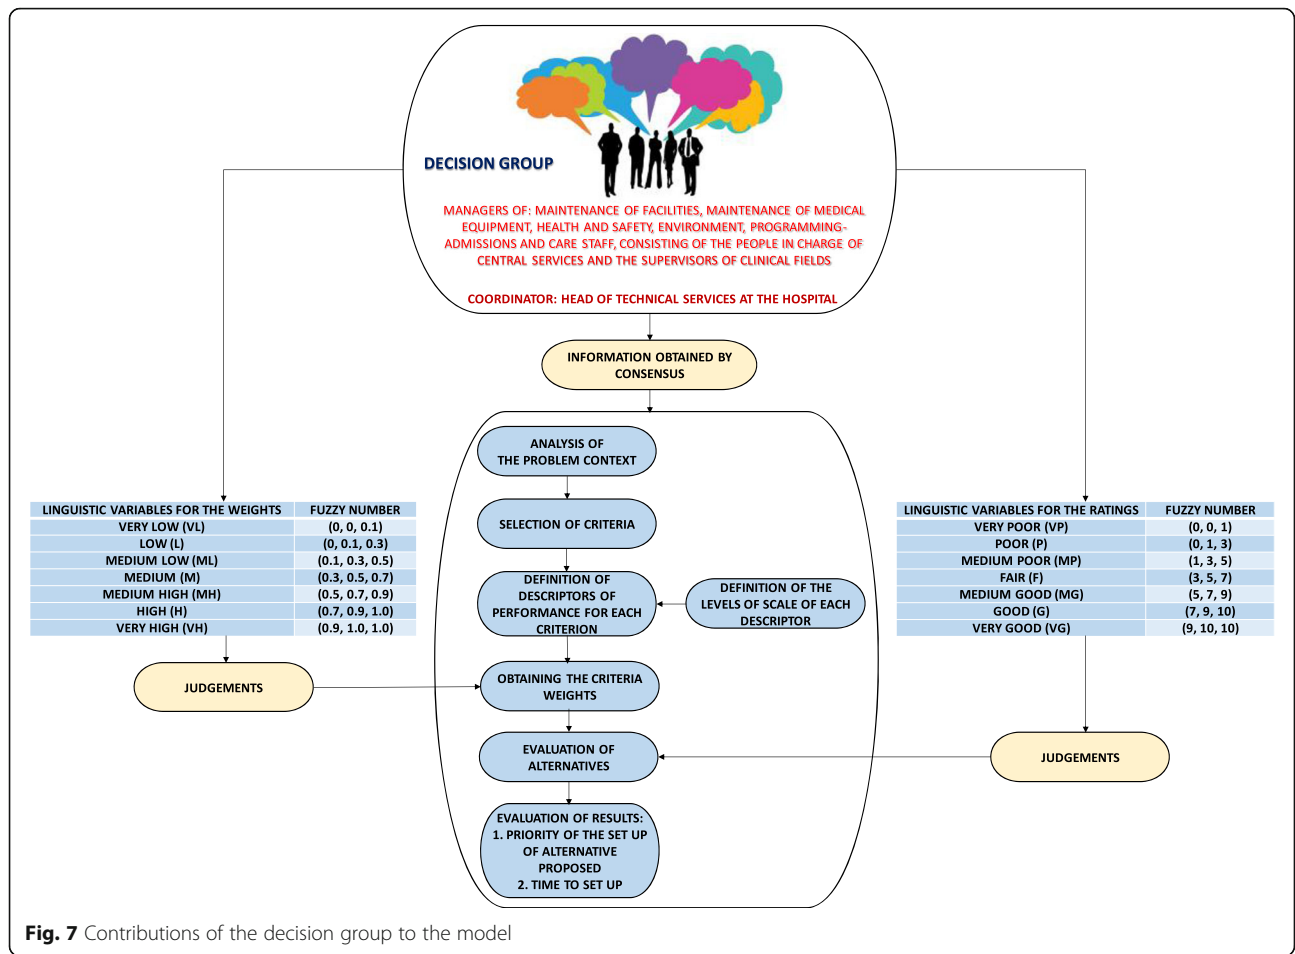 DECISION GROUP
MANAGERS OF: MAINTENANCE OF FACILITIES, MAINTENANCE OF MEDICAL
EQUIPMENT, HEALTH AND SAFETY, ENVIRONMENT, PROGRAMMING-
ADMISSIONS AND CARE STAFF, CONSISTING OF THE PEOPLE IN CHARGE OF
CENTRAL SERVICES AND THE SUPERVISORS OF CLINICAL FIELDS
COORDINATOR: HEAD OF TECHNICAL SERVICES AT THE HOSPITAL
INFORMATION OBTAINED BY
CONSENSUS
ANALYSIS OF
THE PROBLEM CONTEXT
SELECTION OF CRITERIA
DEFINITION OF
DESCRIPTORS OF
PERFORMANCE FOR EACH
CRITERION
DEFINITION OF THE
LEVELS OF SCALE OF EACH
DESCRIPTOR
OBTAINING THE CRITERIA
WEIGHTS
EVALUATION OF
ALTERNATIVES
EVALUATION OF RESULTS:
1. PRIORITY OF THE SET UP
OF ALTERNATIVE
PROPOSED
2. TIME TO SET UP
LINGUISTIC VARIABLES FOR THE WEIGHTS FUZZY NUMBER
VERY LOW (VL) (0, 0, 0.1)
LOW (L) (0, 0.1, 0.3)
MEDIUM LOW (ML) (0.1, 0.3, 0.5)
MEDIUM (M) (0.3, 0.5, 0.7)
MEDIUM HIGH (MH) (0.5, 0.7, 0.9)
HIGH (H) (0.7, 0.9, 1.0)
VERY HIGH (VH) (0.9, 1.0, 1.0)
JUDGEMENTS
LINGUISTIC VARIABLES FOR THE RATINGS FUZZY NUMBER
VERY POOR (VP) (0, 0, 1)
POOR (P) (0, 1, 3)
MEDIUM POOR (MP) (1, 3, 5)
FAIR (F) (3, 5, 7)
MEDIUM GOOD (MG) (5, 7, 9)
GOOD (G) (7, 9, 10)
VERY GOOD (VG) (9, 10, 10)
JUDGEMENTS
Fig. 7 Contributions of the decision group to the model